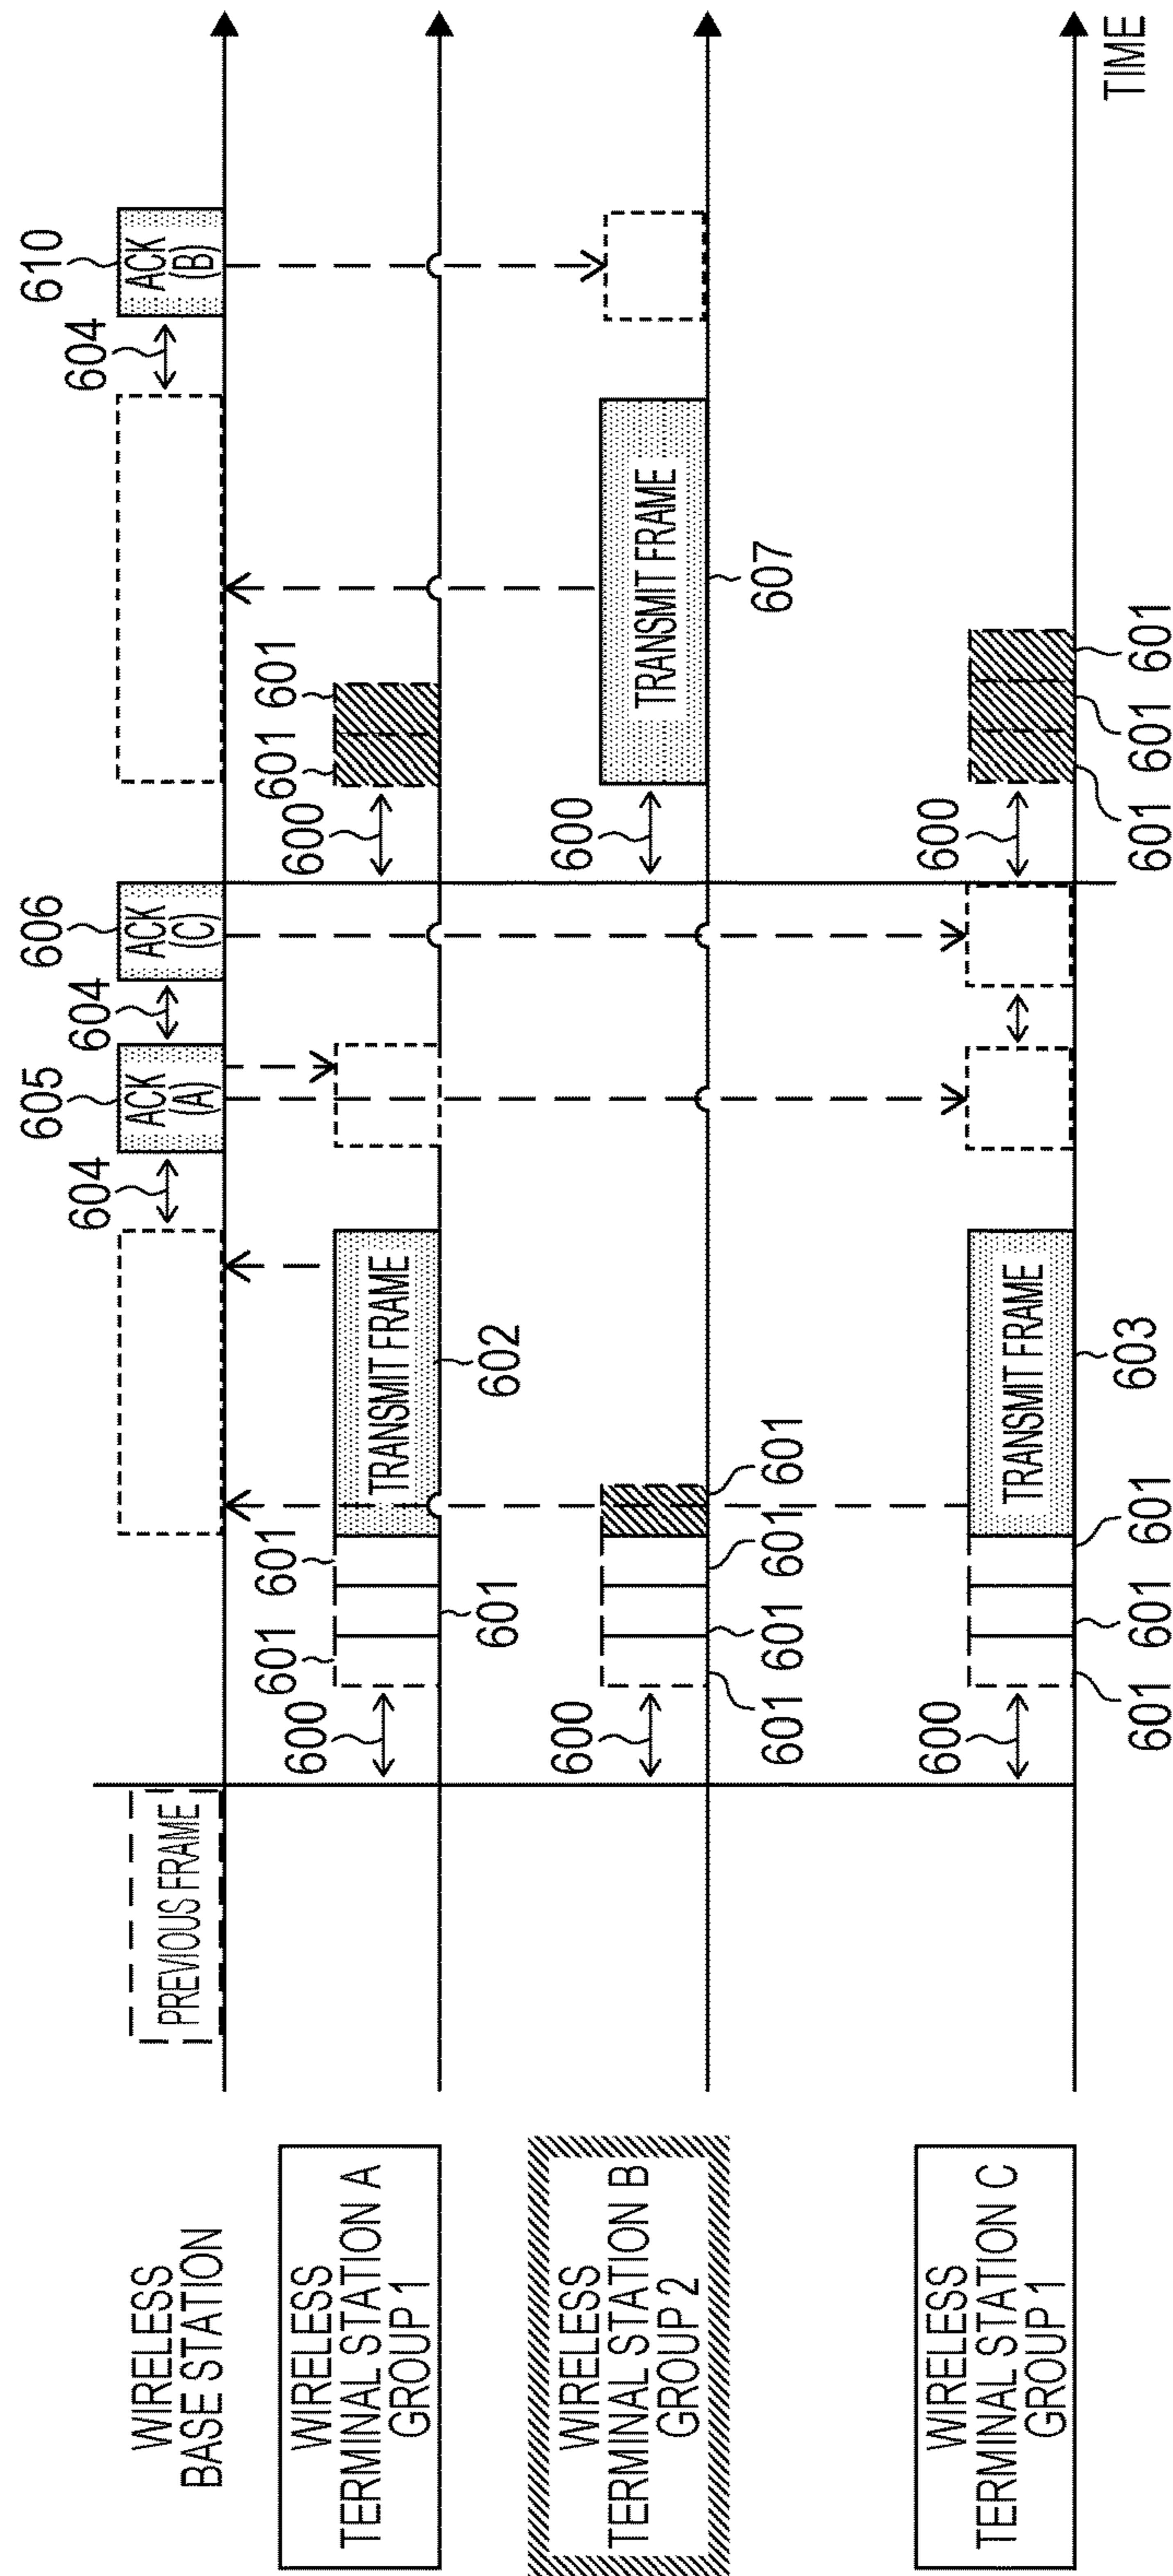 WIRELESS
BASE STATION
PREVIOUS FRAME
604
605
ACK
(A)
604
606
ACK
(C)
604
610
ACK
(B)
WIRELESS
TERMINAL STATION A
GROUP 1
600
601
601
601
TRANSMIT FRAME
602
600
601
601
WIRELESS
TERMINAL STATION B
GROUP 2
600
601
601
601
601
600
TRANSMIT FRAME
607
WIRELESS
TERMINAL STATION C
GROUP 1
600
601
601
601
TRANSMIT FRAME
603
600
601
601
601
TIME